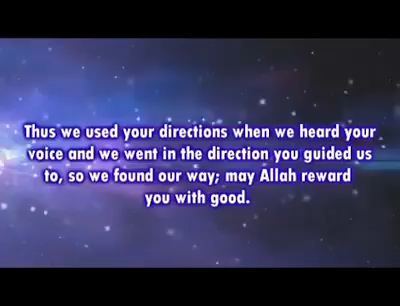 Thus we used your directions when we heard your
voice and we went in the direction you guided us
to, so we found our way; may Allah reward
you with good.